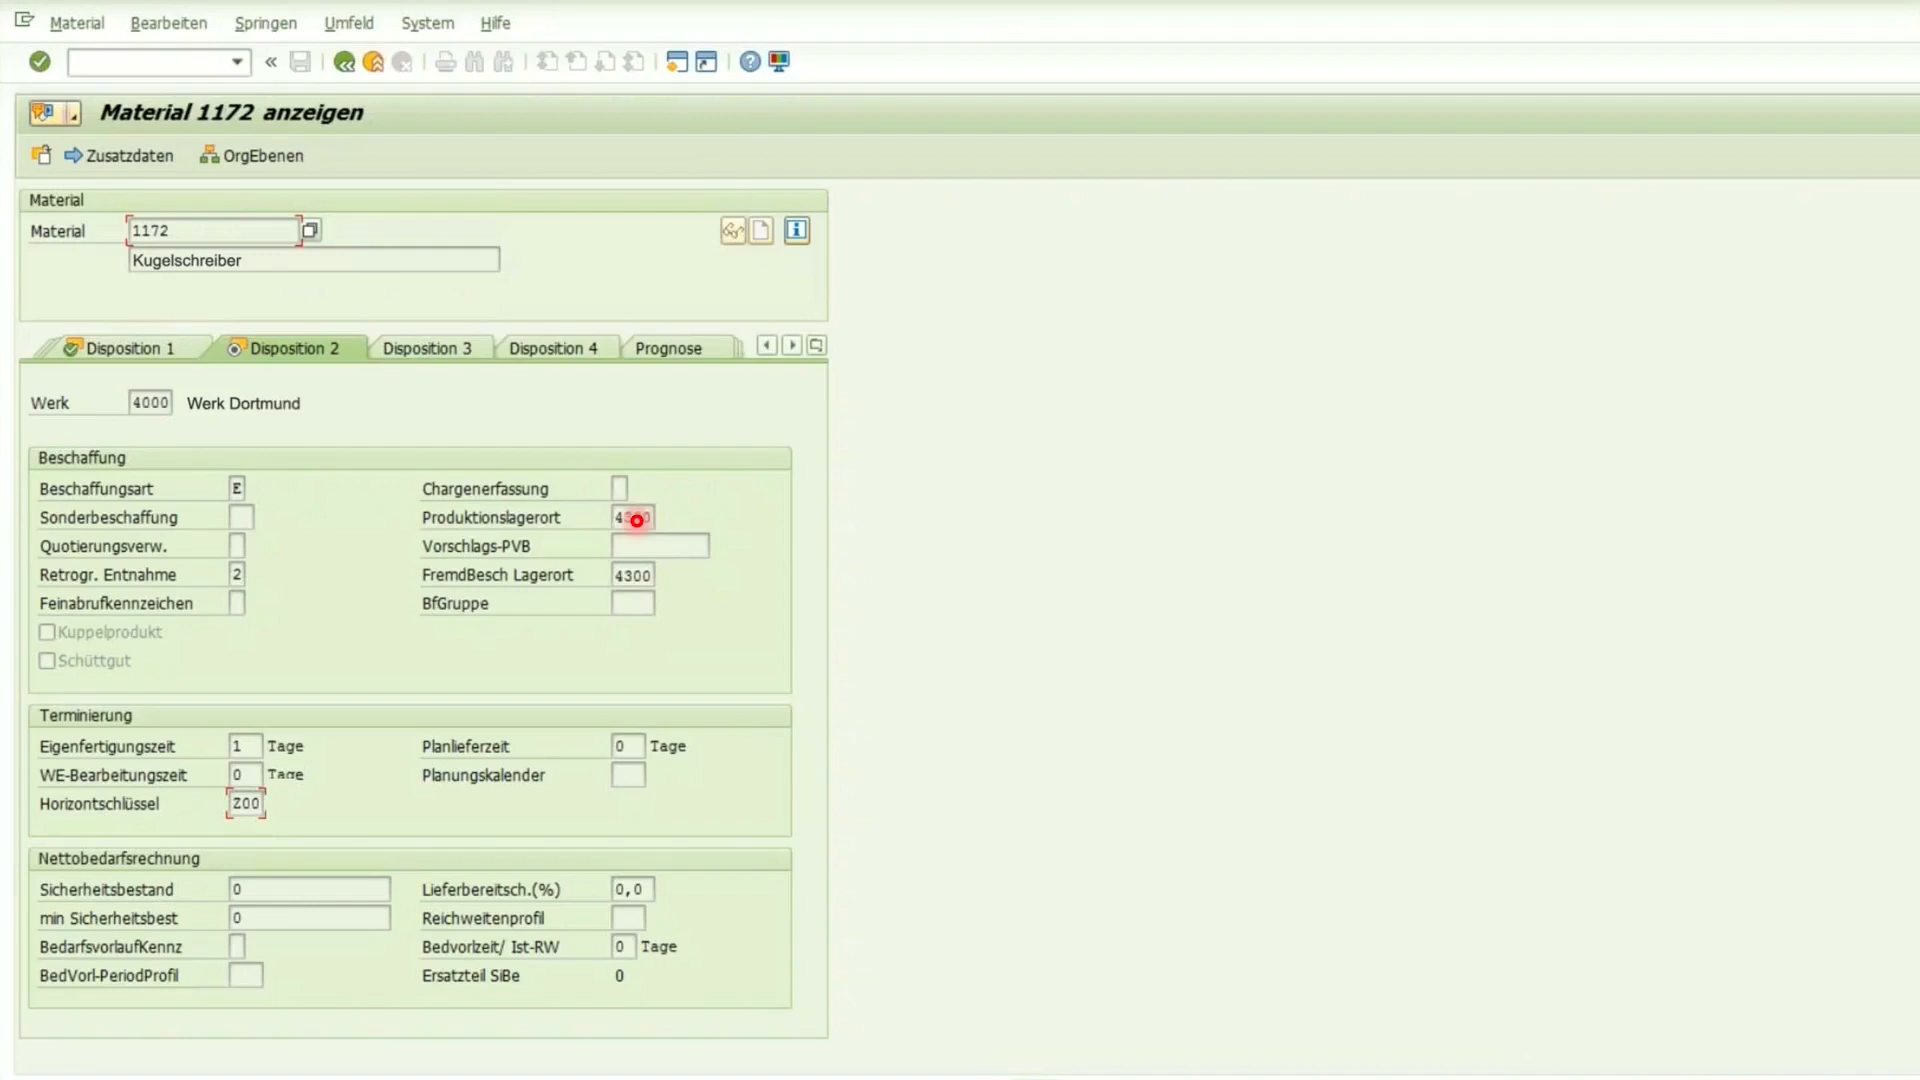 Material Bearbeiten Springen Umfeld System Hilfe
Material 1172 anzeigen
Zusatzdaten OrgEbenen
Material
Material 1172
Kugelschreiber
Disposition 1 Disposition 2 Disposition 3 Disposition 4 Prognose
Werk 4000 Werk Dortmund
Beschaffung
Beschaffungsart E Chargenerfassung
Sonderbeschaffung Produktionslagerort
Quotierungsverw. Vorschlags-PVB
Retrogr. Entnahme 2 FremdBesch Lagerort 4300
Feinabrufkennzeichen BfGruppe
Kuppelprodukt
Schüttgut
Terminierung
Eigenfertigungszeit 1 Tage Planlieferzeit 0 Tage
WE-Bearbeitungszeit 0 Tage Planungskalender
Horizontschlüssel Z00
Nettobedarfsrechnung
Sicherheitsbestand 0 Lieferbereitsch.(%) 0,0
min Sicherheitsbest 0 Reichweitenprofil
BedarfsvorlaufKennz Bedvorlzeit/ Ist-RW 0 Tage
BedVorl-PeriodProfil Ersatzteil SiBe 0